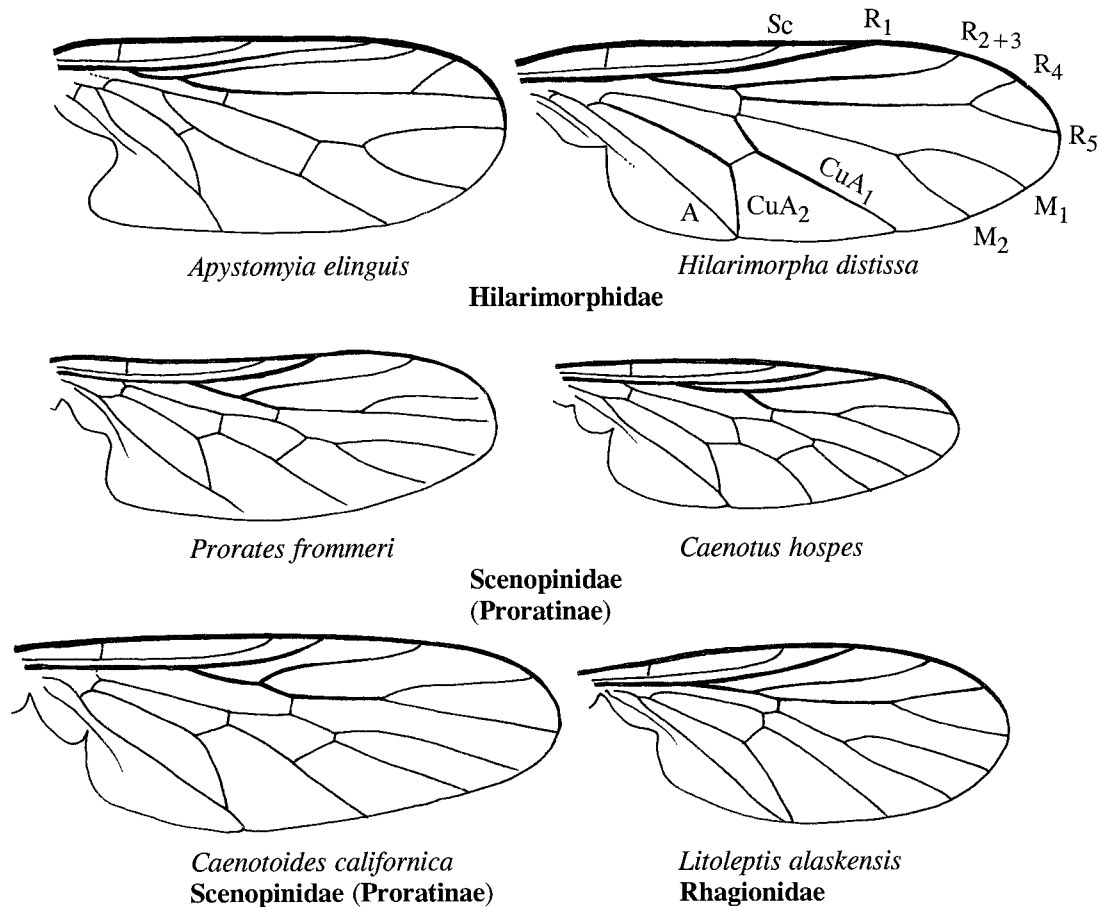 Sc
R1
R2+3
R4
R5
M1
M2
CuA1
CuA2
A
Apystomyia elinguis
Hilarimorpha distissa
Hilarimorphidae
Prorates frommeri
Caenotus hospes
Scenopinidae
(Proratinae)
Caenotoides californica
Scenopinidae (Proratinae)
Litoleptis alaskensis
Rhagionidae